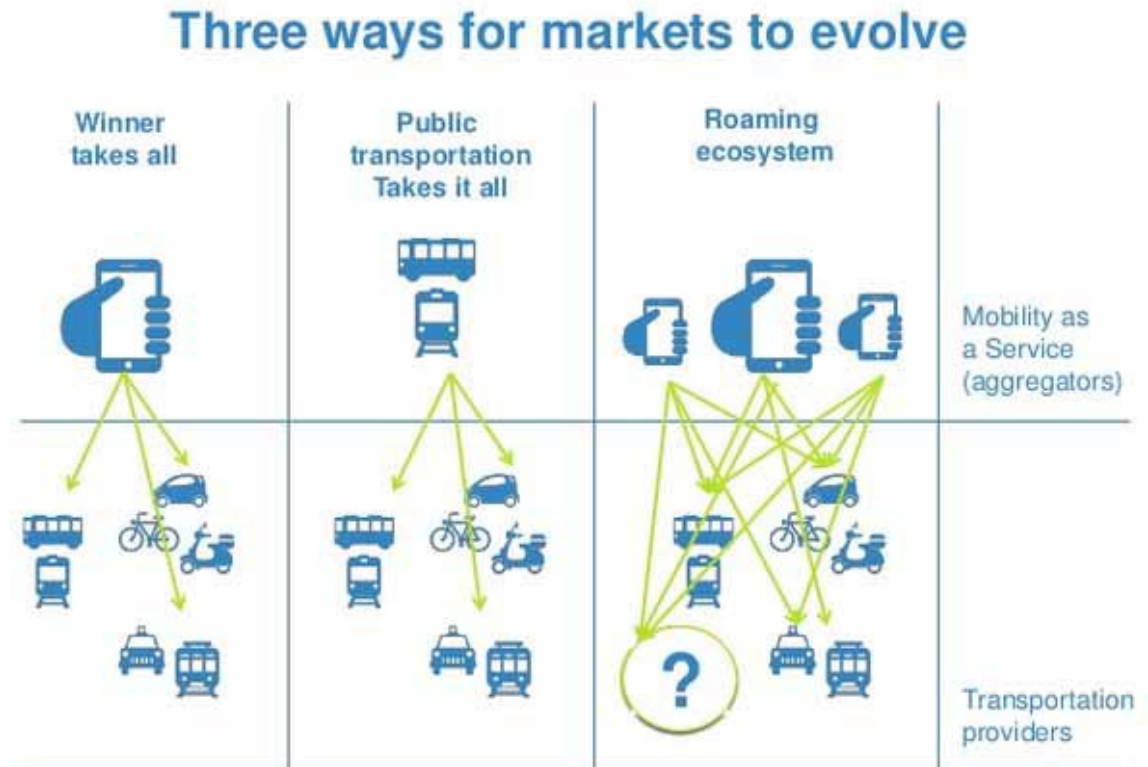 Three ways for markets to evolve
Winner
takes all
Public
transportation
Takes it all
Roaming
ecosystem
Mobility as
a Service
(aggregators)
?
Transportation
providers